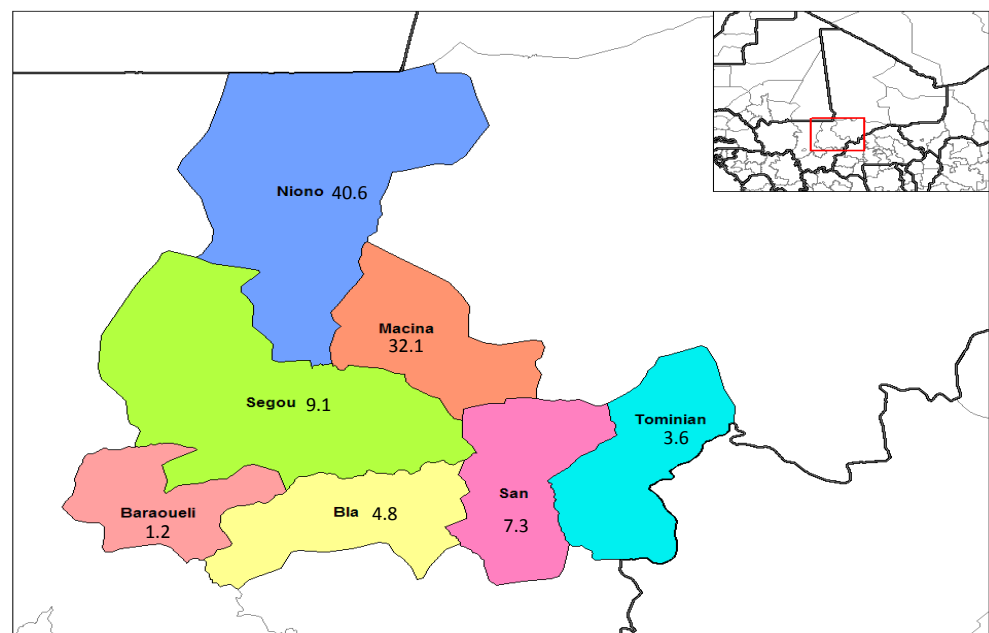 Niono 40.6
Macina
32.1
Segou 9.1
Tominian
3.6
Baraoueli
1.2
Bla 4.8
San
7.3